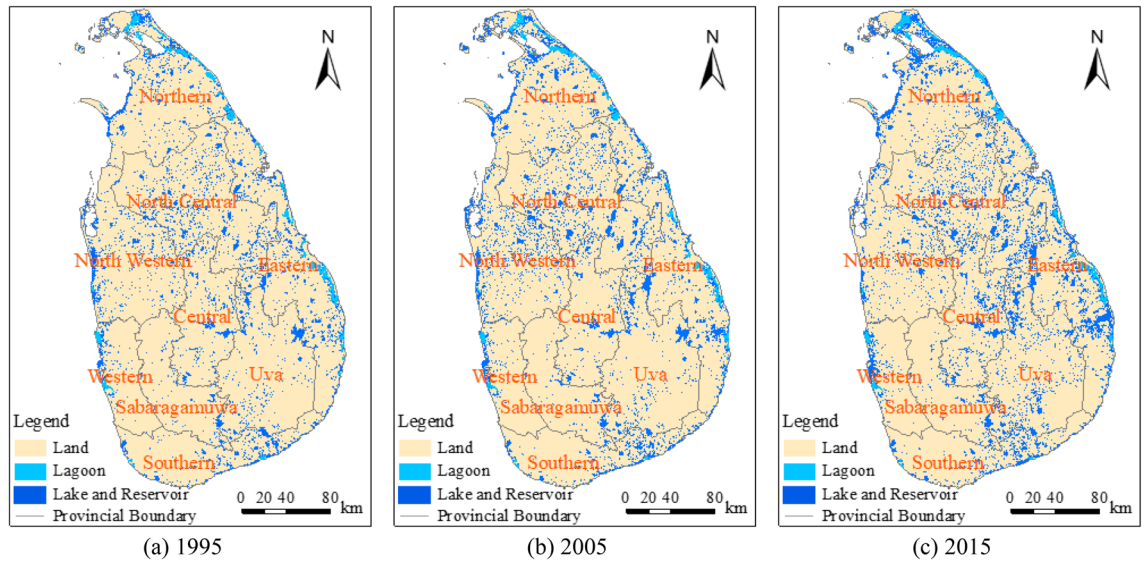 N
Northern
North Central
North Western
Eastern
Central
Western
Uva
Sabaragamuwa
Southern
Legend
Land
Lagoon
Lake and Reservoir
Provincial Boundary
0 20 40 80 km
(a) 1995
N
Northern
North Central
North Western
Eastern
Central
Western
Uva
Sabaragamuwa
Southern
Legend
Land
Lagoon
Lake and Reservoir
Provincial Boundary
0 20 40 80 km
(b) 2005
N
Northern
North Central
North Western
Eastern
Central
Western
Uva
Sabaragamuwa
Southern
Legend
Land
Lagoon
Lake and Reservoir
Provincial Boundary
0 20 40 80 km
(c) 2015